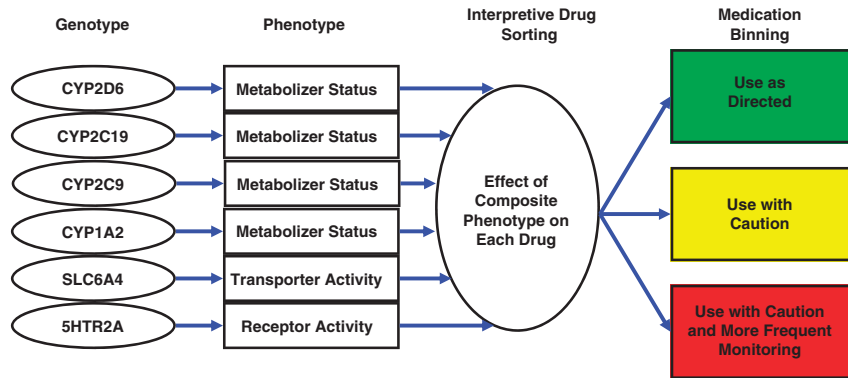 Genotype
Phenotype
Interpretive Drug
Sorting
Medication
Binning
CYP2D6
Metabolizer Status
CYP2C19
Metabolizer Status
CYP2C9
Metabolizer Status
CYP1A2
Metabolizer Status
SLC6A4
Transporter Activity
5HTR2A
Receptor Activity
Effect of
Composite
Phenotype on
Each Drug
Use as
Directed
Use with
Caution
Use with Caution
and More Frequent
Monitoring